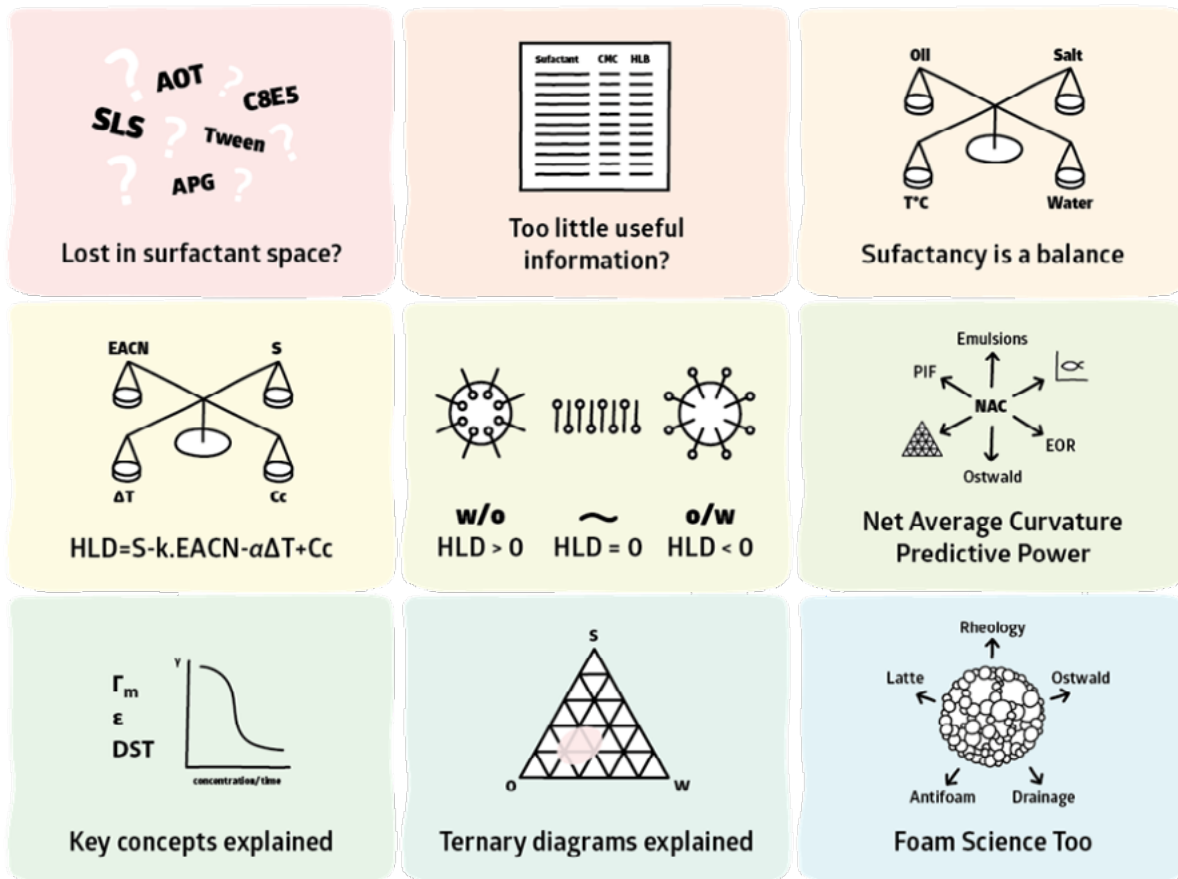 AOT
C8E5
SLS
Tween
APG
Lost in surfactant space?
Sufactant CMC HLB
Too little useful
information?
Oil
Salt
T°C
Water
Sufactancy is a balance
EACN
S
ΔT
Cc
HLD=S-k.EACN-αΔT+Cc
w/o ~ o/w
HLD > 0 HLD = 0 HLD < 0
Emulsions
PIF
NAC
EOR
Ostwald
Net Average Curvature
Predictive Power
γ
Γm
ε
DST
concentration/time
Key concepts explained
S
O
W
Ternary diagrams explained
Rheology
Latte
Ostwald
Antifoam
Drainage
Foam Science Too